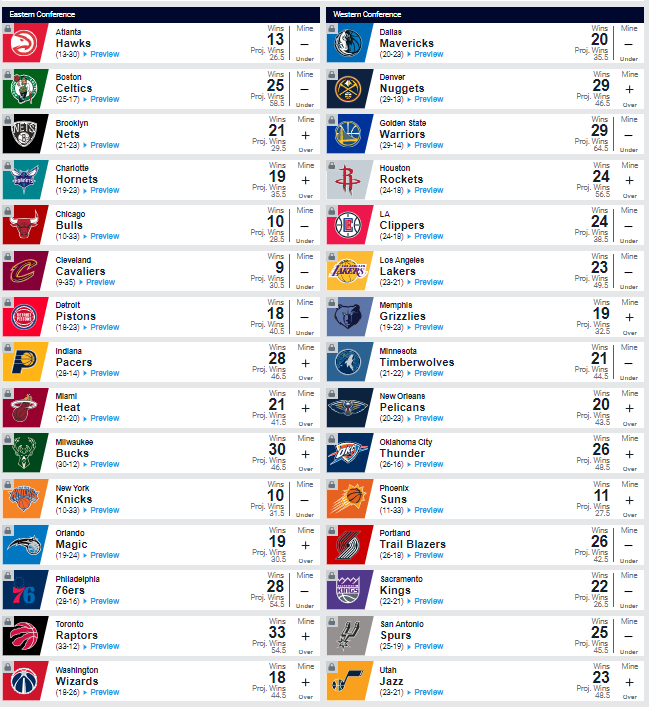 Eastern Conference
Atlanta Wins Mine
Hawks 13 −
(13-30) Preview Proj. Wins
26.5 Under
Boston Wins Mine
Celtics 25 −
(25-17) Preview Proj. Wins
58.5 Under
Brooklyn Wins Mine
Nets 21 +
(21-23) Preview Proj. Wins
29.5 Over
Charlotte Wins Mine
Hornets 19 +
(19-23) Preview Proj. Wins
35.5 Over
Chicago Wins Mine
Bulls 10 −
(10-33) Preview Proj. Wins
28.5 Under
Cleveland Wins Mine
Cavaliers 9 −
(9-35) Preview Proj. Wins
30.5 Under
Detroit Wins Mine
Pistons 18 −
(18-23) Preview Proj. Wins
40.5 Under
Indiana Wins Mine
Pacers 28 +
(28-14) Preview Proj. Wins
46.5 Over
Miami Wins Mine
Heat 21 +
(21-20) Preview Proj. Wins
41.5 Over
Milwaukee Wins Mine
Bucks 30 +
(30-12) Preview Proj. Wins
46.5 Over
New York Wins Mine
Knicks 10 −
(10-33) Preview Proj. Wins
31.5 Under
Orlando Wins Mine
Magic 19 +
(19-24) Preview Proj. Wins
30.5 Over
Philadelphia Wins Mine
76ers 28 −
(28-16) Preview Proj. Wins
54.5 Under
Toronto Wins Mine
Raptors 33 +
(33-12) Preview Proj. Wins
54.5 Over
Washington Wins Mine
Wizards 18 +
(18-26) Preview Proj. Wins
44.5 Over
Western Conference
Dallas Wins Mine
Mavericks 20 −
(20-23) Preview Proj. Wins
35.5 Under
Denver Wins Mine
Nuggets 29 +
(29-13) Preview Proj. Wins
46.5 Over
Golden State Wins Mine
Warriors 29 −
(29-14) Preview Proj. Wins
64.5 Under
Houston Wins Mine
Rockets 24 +
(24-18) Preview Proj. Wins
56.5 Over
LA Wins Mine
Clippers 24 −
(24-18) Preview Proj. Wins
38.5 Under
Los Angeles Wins Mine
Lakers 23 −
(23-21) Preview Proj. Wins
49.5 Under
Memphis Wins Mine
Grizzlies 19 +
(19-23) Preview Proj. Wins
32.5 Over
Minnesota Wins Mine
Timberwolves 21 −
(21-22) Preview Proj. Wins
44.5 Under
New Orleans Wins Mine
Pelicans 20 +
(20-23) Preview Proj. Wins
43.5 Over
Oklahoma City Wins Mine
Thunder 26 +
(26-16) Preview Proj. Wins
48.5 Over
Phoenix Wins Mine
Suns 11 +
(11-33) Preview Proj. Wins
27.5 Over
Portland Wins Mine
Trail Blazers 26 −
(26-18) Preview Proj. Wins
42.5 Under
Sacramento Wins Mine
Kings 22 −
(22-21) Preview Proj. Wins
26.5 Under
San Antonio Wins Mine
Spurs 25 −
(25-19) Preview Proj. Wins
45.5 Under
Utah Wins Mine
Jazz 23 +
(23-21) Preview Proj. Wins
48.5 Over